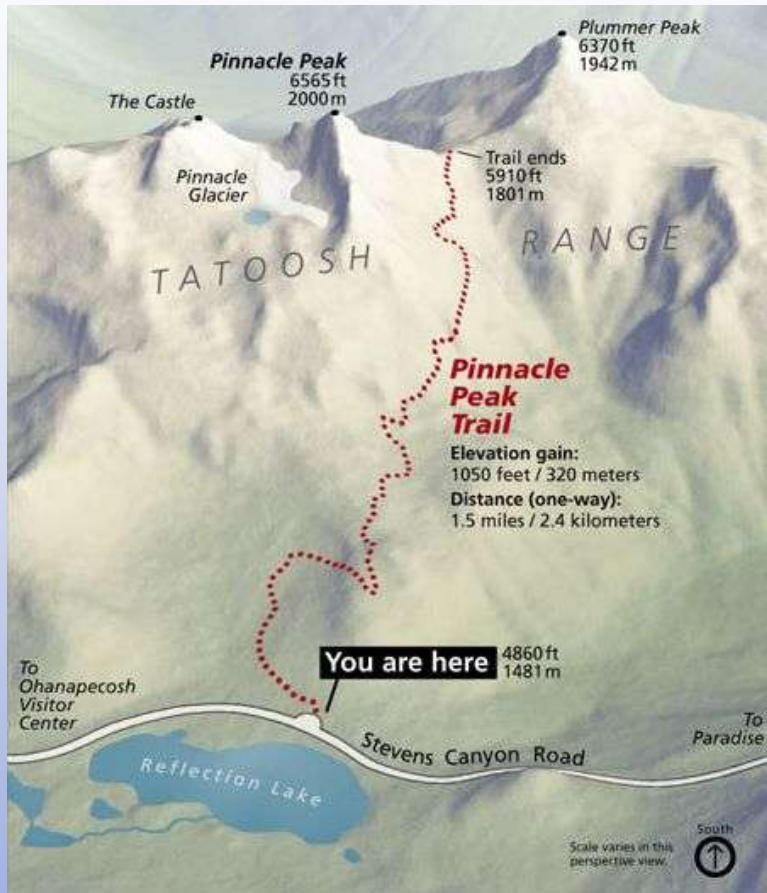 Plummer Peak
6370 ft
1942 m
Pinnacle Peak
6565 ft
2000 m
The Castle
Trail ends
5910 ft
1801 m
Pinnacle
Glacier
TATOOSH RANGE
Pinnacle
Peak
Trail
Elevation gain:
1050 feet / 320 meters
Distance (one-way):
1.5 miles / 2.4 kilometers
You are here
4860 ft
1481 m
To
Ohanapecosh
Visitor
Center
Stevens Canyon Road
To
Paradise
Reflection Lake
Scale varies in this
perspective view.
South